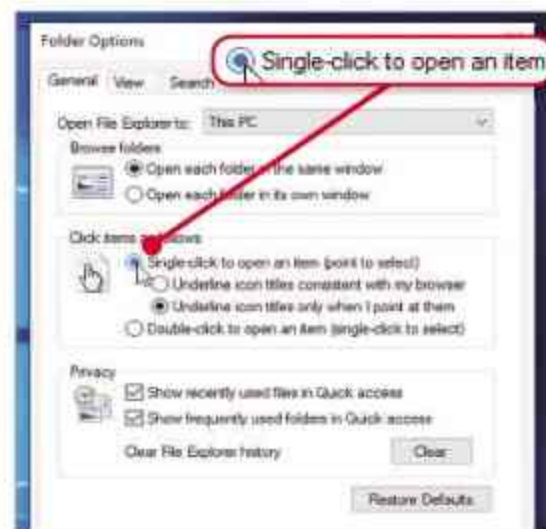 Folder Options
Single-click to open an item
General View Search
Open File Explorer to: This PC
Browse folders
Open each folder in the same window
Open each folder in its own window
Click items as follows
Single-click to open an item (point to select)
Underline icon titles consistent with my browser
Underline icon titles only when I point at them
Double-click to open an item (single-click to select)
Privacy
Show recently used files in Quick access
Show frequently used folders in Quick access
Clear File Explorer history Clear
Restore Defaults